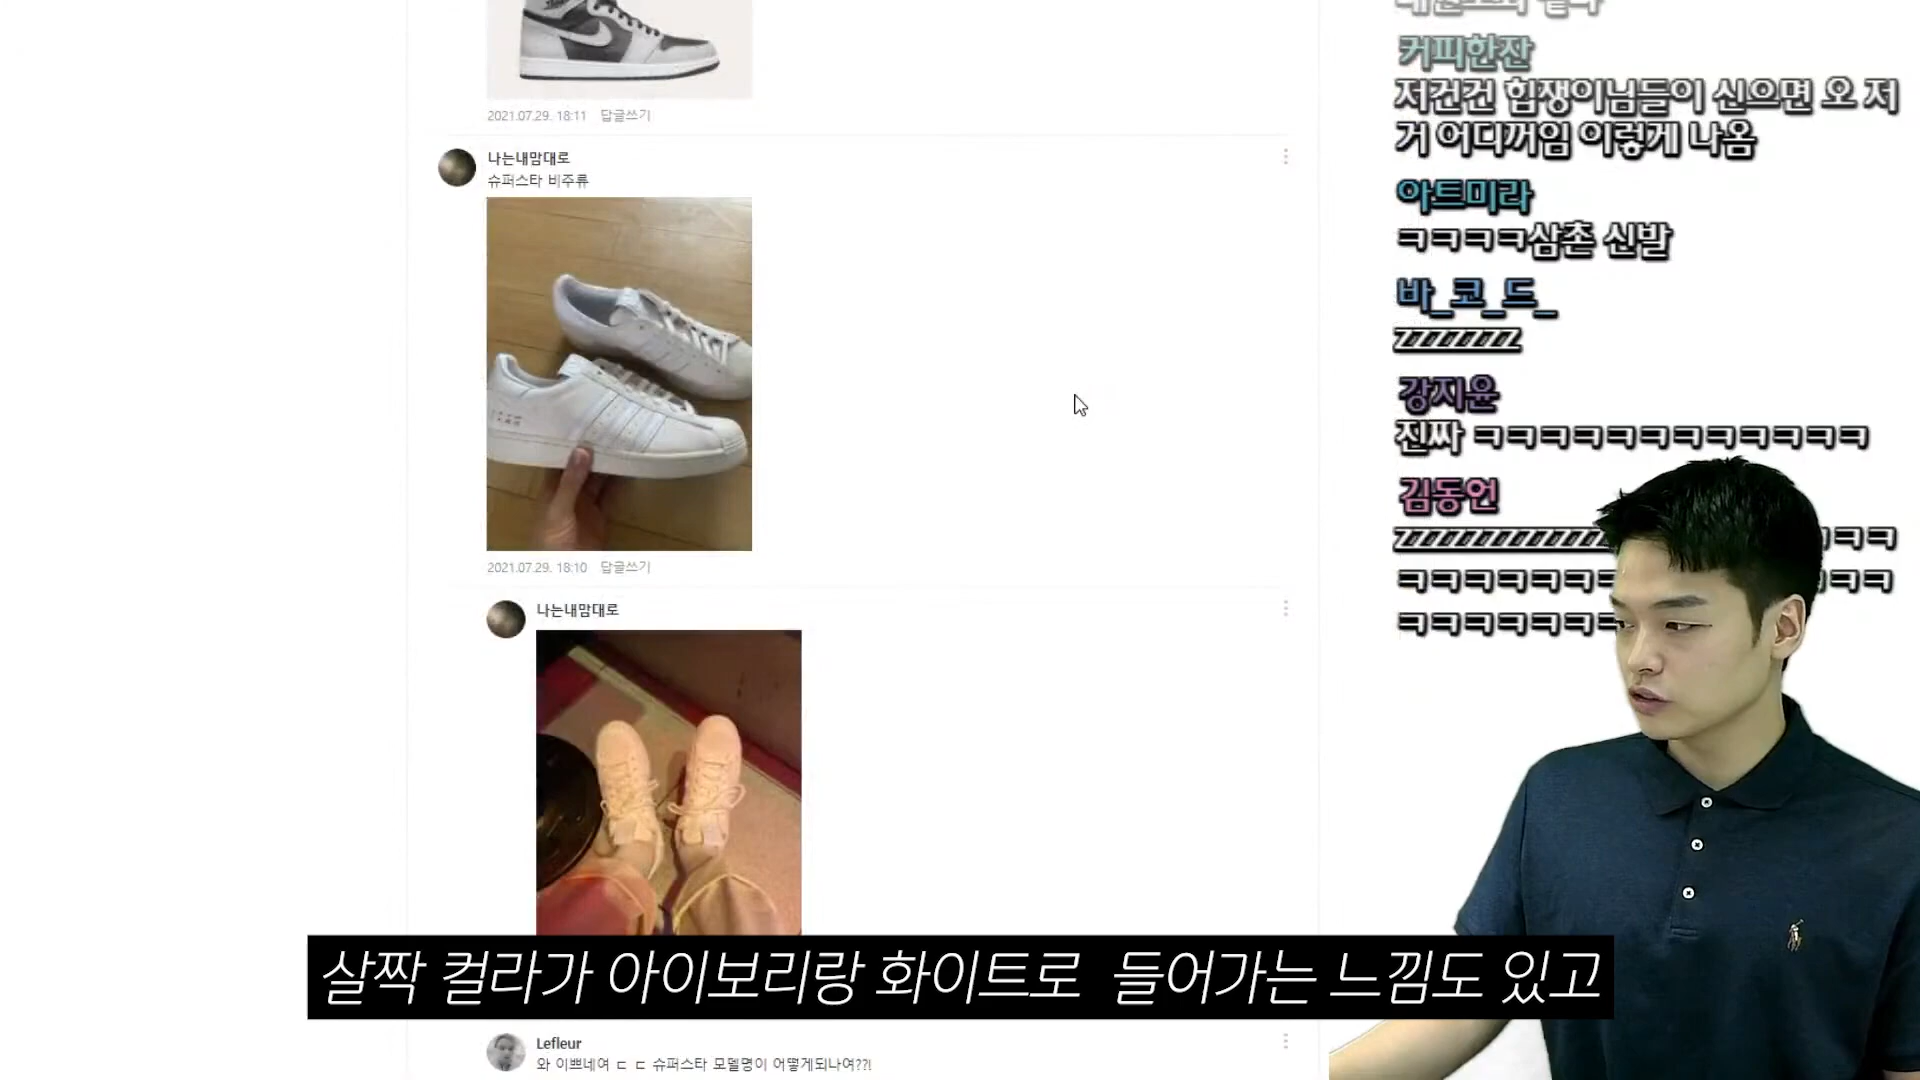 2021.07.29. 18:11 답글쓰기
나는내맘대로
슈퍼스타 비주류
2021.07.29. 18:10 답글쓰기
나는내맘대로
살짝 컬라가 아이보리랑 화이트로 들어가는 느낌도 있고
Lefleur
와 이쁘네여 ㄷ ㄷ 슈퍼스타 모델명이 어떻게되나여??!
커피한잔
저건건 힙쟁이님들이 신으면 오 저
거 어디꺼임 이렇게 나옴
아트미라
ㅋㅋㅋㅋ삼촌 신발
바_코_드_
zzzzzzz
강지윤
진짜 ㅋㅋㅋㅋㅋㅋㅋㅋㅋㅋㅋㅋ
김동언